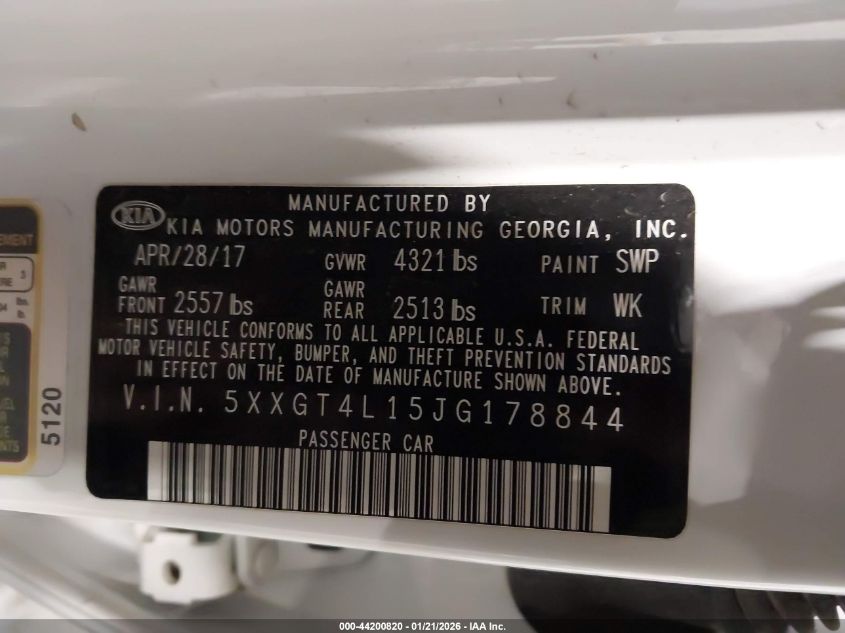 MANUFACTURED BY
KIA KIA MOTORS MANUFACTURING GEORGIA, INC.
APR/28/17 GVWR 4321 lbs PAINT SWP
GAWR FRONT 2557 lbs GAWR REAR 2513 lbs TRIM WK
THIS VEHICLE CONFORMS TO ALL APPLICABLE U.S.A. FEDERAL
MOTOR VEHICLE SAFETY, BUMPER, AND THEFT PREVENTION STANDARDS
IN EFFECT ON THE DATE OF MANUFACTURE SHOWN ABOVE.
V.I.N. 5XXGT4L15JG178844
PASSENGER CAR
3
lbs.
5120
000-44200820 - 01/21/2026 - IAA Inc.